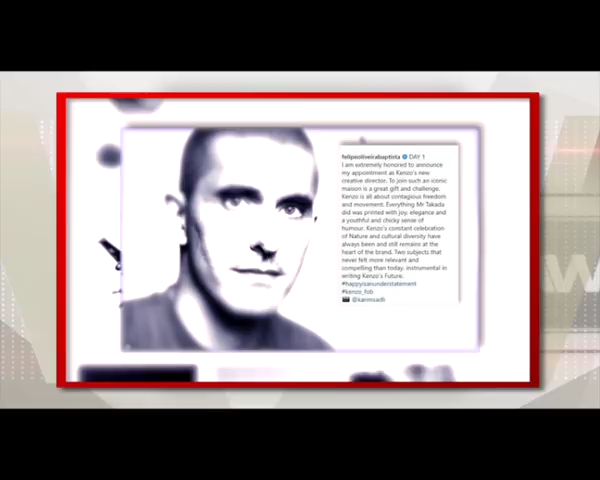 felipeoliveirabaptista DAY 1
I am extremely honored to announce
my appointment as Kenzo's new
creative director. To join such an iconic
maison is a great gift and challenge.
Kenzo is all about contagious freedom
and movement. Everything Mr Takada
did was printed with joy, elegance and
a youthful and chicky sense of
humour. Kenzo's constant celebration
of Nature and cultural diversity have
always been and still remains at the
heart of the brand. Two subjects that
never felt more relevant and
compelling than today, instrumental in
writing Kenzo's Future.
#happyisanunderstatement
#kenzo_fob
@karimsadli
W